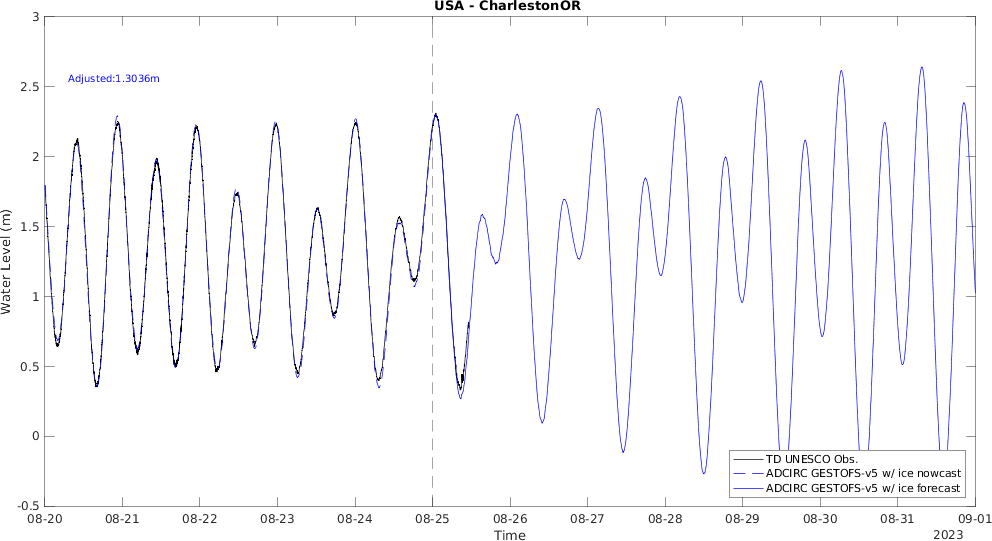 USA - CharlestonOR
Adjusted:1.3036m
Water Level (m)
3
2.5
2
1.5
1
0.5
0
-0.5
TD UNESCO Obs.
ADCIRC GESTOFS-v5 w/ ice nowcast
ADCIRC GESTOFS-v5 w/ ice forecast
08-20 08-21 08-22 08-23 08-24 08-25 08-26 08-27 08-28 08-29 08-30 08-31 09-01
Time
2023